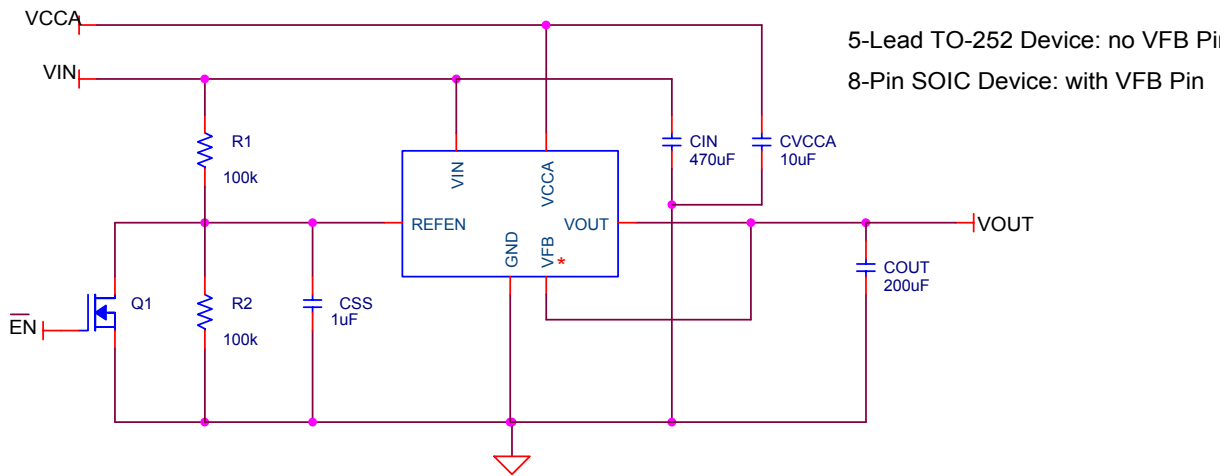 VCCA
5-Lead TO-252 Device: no VFB Pin
VIN
8-Pin SOIC Device: with VFB Pin
R1
100k
CIN
470uF
CVCCA
10uF
VIN
VCCA
REFEN
VOUT
GND
VFB
*
VOUT
COUT
200uF
EN
Q1
R2
100k
CSS
1uF